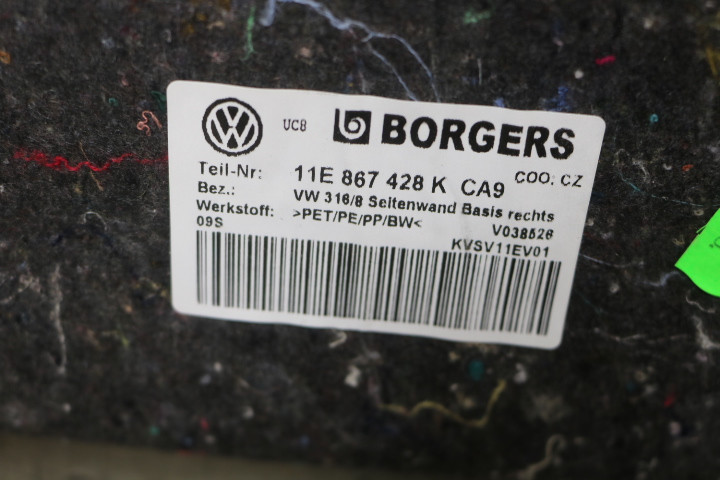 UC8 BORGERS
COO: CZ
Teil-Nr: 11E 867 428 K CA9
Bez.: VW 316/8 Seitenwand Basis rechts
Werkstoff: >PET/PE/PP/BW< V038526
09S KVSV11EV01